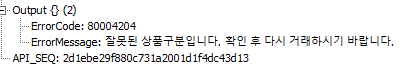 Output {} (2)
ErrorCode: 80004204
ErrorMessage: 잘못된 상품구분입니다. 확인 후 다시 거래하시기 바랍니다.
API_SEQ: 2d1ebe29f880c731a2001d1f4dc43d13